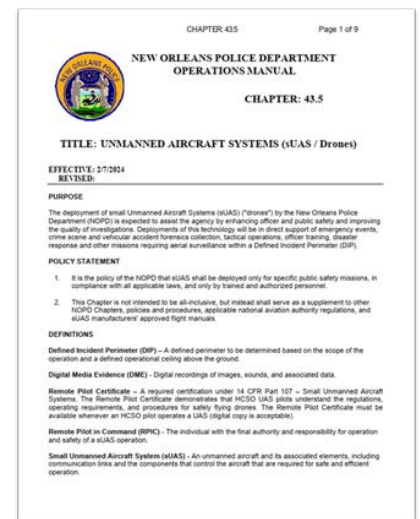 CHAPTER: 43.5 Page 1 of 9
NEW ORLEANS POLICE DEPARTMENT
OPERATIONS MANUAL
CHAPTER: 43.5
TITLE: UNMANNED AIRCRAFT SYSTEMS (sUAS / Drones)
EFFECTIVE: 2/7/2024
REVISED:
PURPOSE
The deployment of small Unmanned Aircraft Systems (sUAS) ("drones") by the New Orleans Police
Department (NOPD) is expected to assist the agency by enhancing officer and public safety and improving
the quality of investigations. Deployments of this technology will be in direct support of emergency events,
crime scene and vehicular accident forensics collection, tactical operations, officer training, disaster
response and other missions requiring aerial surveillance within a Defined Incident Perimeter (DIP).
POLICY STATEMENT
1. It is the policy of the NOPD that sUAS shall be deployed only for specific public safety missions, in
compliance with all applicable laws, and only by trained and authorized personnel.
2. This Chapter is not intended to be all-inclusive, but instead shall serve as a supplement to other
NOPD Chapters, policies and procedures, applicable national aviation authority regulations, and
sUAS manufacturers' approved flight manuals.
DEFINITIONS
Defined Incident Perimeter (DIP) – A defined perimeter to be determined based on the scope of the
operation and a defined operational ceiling above the ground.
Digital Media Evidence (DME) - Digital recordings of images, sounds, and associated data.
Remote Pilot Certificate – A required certification under 14 CFR Part 107 – Small Unmanned Aircraft
Systems. The Remote Pilot Certificate demonstrates that HCSO UAS pilots understand the regulations,
operating requirements, and procedures for safely flying drones. The Remote Pilot Certificate must be
available whenever an HCSO pilot operates a UAS (digital copy is acceptable).
Remote Pilot in Command (RPIC) - The individual with the final authority and responsibility for operation
and safety of a sUAS operation.
Small Unmanned Aircraft System (sUAS) - An unmanned aircraft and its associated elements, including
communication links and the components that control the aircraft that are required for safe and efficient
operation.